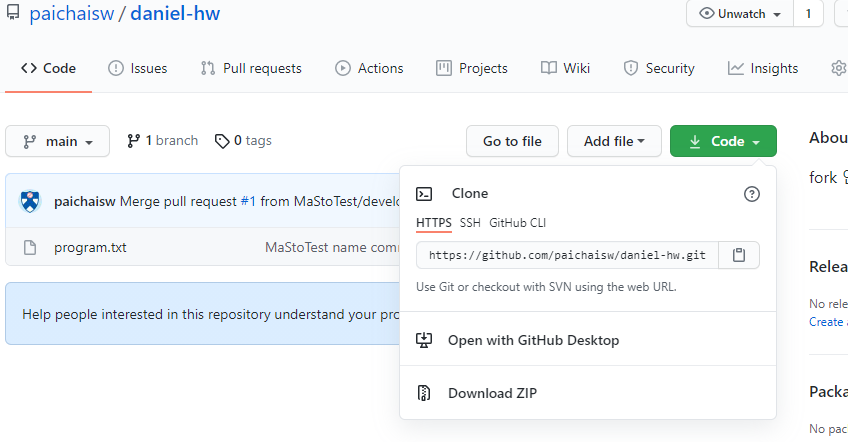 paichaisw / daniel-hw
Unwatch 1
Code Issues Pull requests Actions Projects Wiki Security Insights
main 1 branch 0 tags Go to file Add file Code
Abou
fork
paichaisw Merge pull request #1 from MaStoTest/develo
Clone
program.txt MaStoTest name comm
HTTPS SSH GitHub CLI
https://github.com/paichaisw/daniel-hw.git
Use Git or checkout with SVN using the web URL.
Help people interested in this repository understand your pro
Open with GitHub Desktop
Download ZIP
Relea
No rele
Create a
Packa
No pac